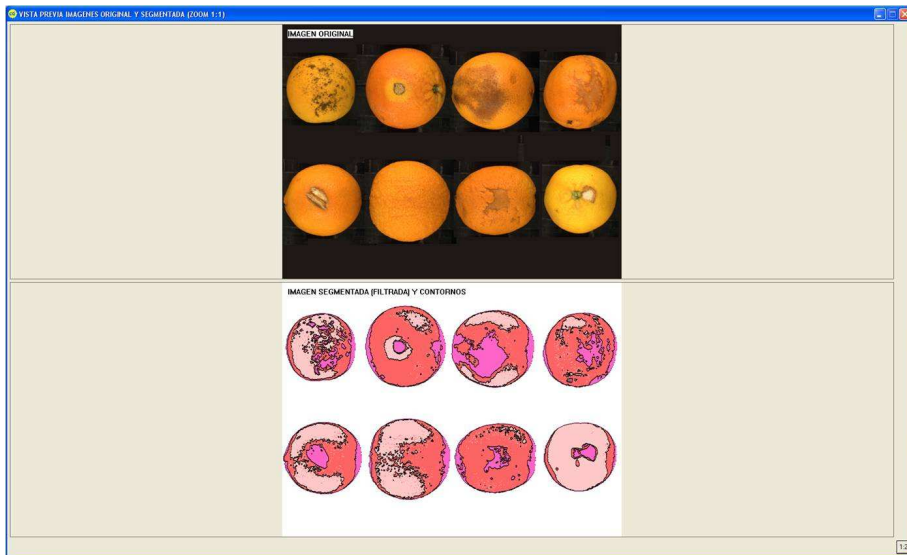 VISTA PREVIA IMAGENES ORIGINAL Y SEGMENTADA (ZOOM 1:1)
IMAGEN ORIGINAL
IMAGEN SEGMENTADA (FILTRADA) Y CONTORNOS